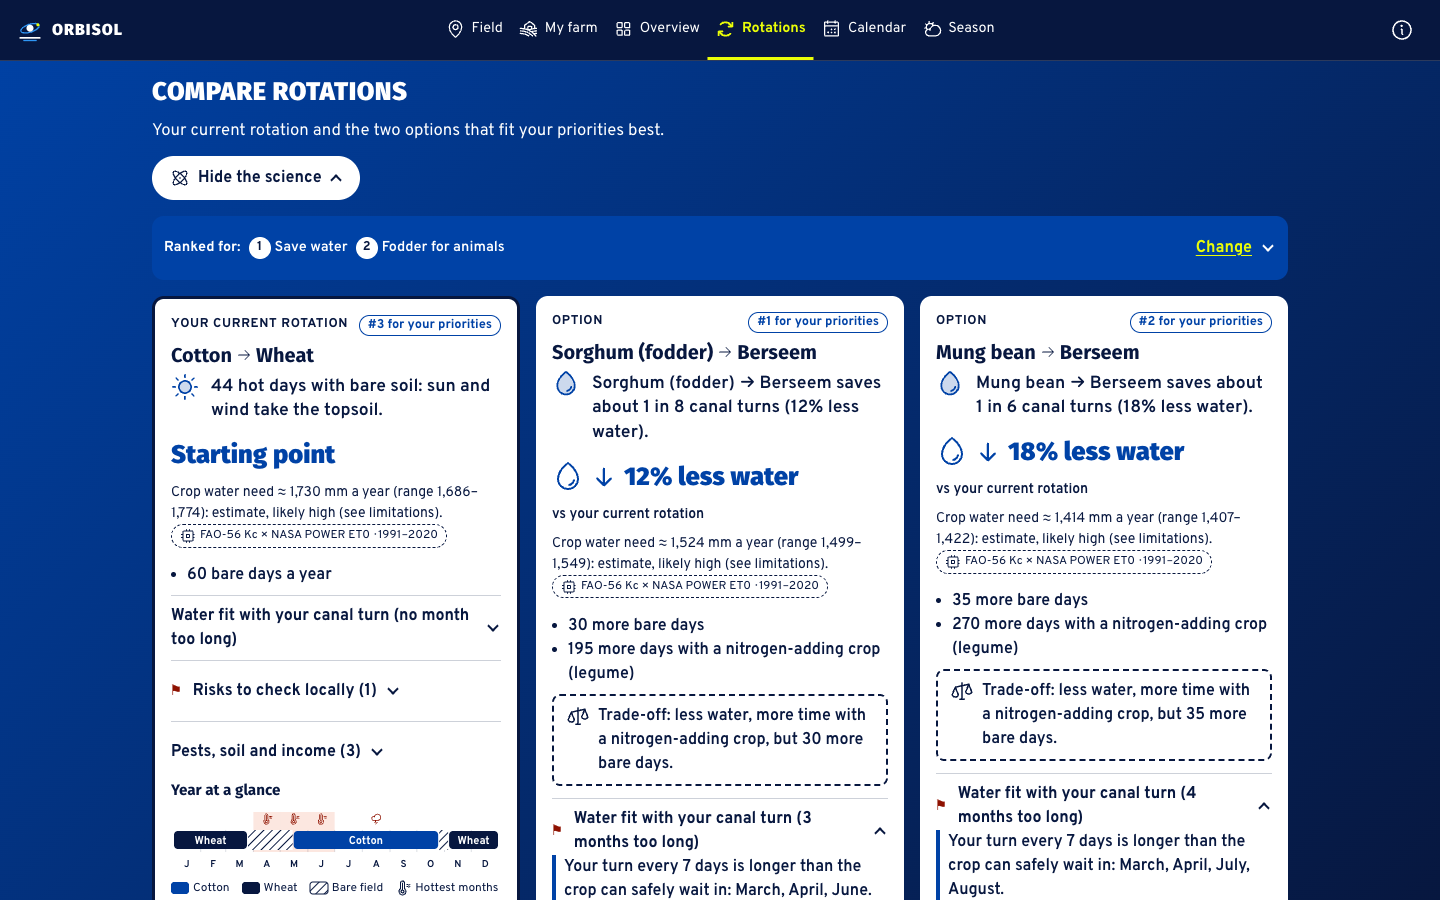 ORBISOL
Field
My farm
Overview
Rotations
Calendar
Season
COMPARE ROTATIONS
Your current rotation and the two options that fit your priorities best.
Hide the science
Ranked for: 1 Save water 2 Fodder for animals
Change
YOUR CURRENT ROTATION
#3 for your priorities
Cotton → Wheat
44 hot days with bare soil: sun and
wind take the topsoil.
Starting point
Crop water need ≈ 1,730 mm a year (range 1,686–
1,774): estimate, likely high (see limitations).
FAO-56 Kc × NASA POWER ET0 · 1991–2020
• 60 bare days a year
Water fit with your canal turn (no month
too long)
Risks to check locally (1)
Pests, soil and income (3)
Year at a glance
Wheat
Cotton
Wheat
J F M A M J J A S O N D
Cotton
Wheat
Bare field
Hottest months
OPTION
#1 for your priorities
Sorghum (fodder) → Berseem
Sorghum (fodder) → Berseem saves
about 1 in 8 canal turns (12% less
water).
↓ 12% less water
vs your current rotation
Crop water need ≈ 1,524 mm a year (range 1,499–
1,549): estimate, likely high (see limitations).
FAO-56 Kc × NASA POWER ET0 · 1991–2020
• 30 more bare days
• 195 more days with a nitrogen-adding crop
(legume)
Trade-off: less water, more time with
a nitrogen-adding crop, but 30 more
bare days.
Water fit with your canal turn (3
months too long)
Your turn every 7 days is longer than the
crop can safely wait in: March, April, June.
OPTION
#2 for your priorities
Mung bean → Berseem
Mung bean → Berseem saves about
1 in 6 canal turns (18% less water).
↓ 18% less water
vs your current rotation
Crop water need ≈ 1,414 mm a year (range 1,407–
1,422): estimate, likely high (see limitations).
FAO-56 Kc × NASA POWER ET0 · 1991–2020
• 35 more bare days
• 270 more days with a nitrogen-adding crop
(legume)
Trade-off: less water, more time with
a nitrogen-adding crop, but 35 more
bare days.
Water fit with your canal turn (4
months too long)
Your turn every 7 days is longer than the
crop can safely wait in: March, April, July,
August.